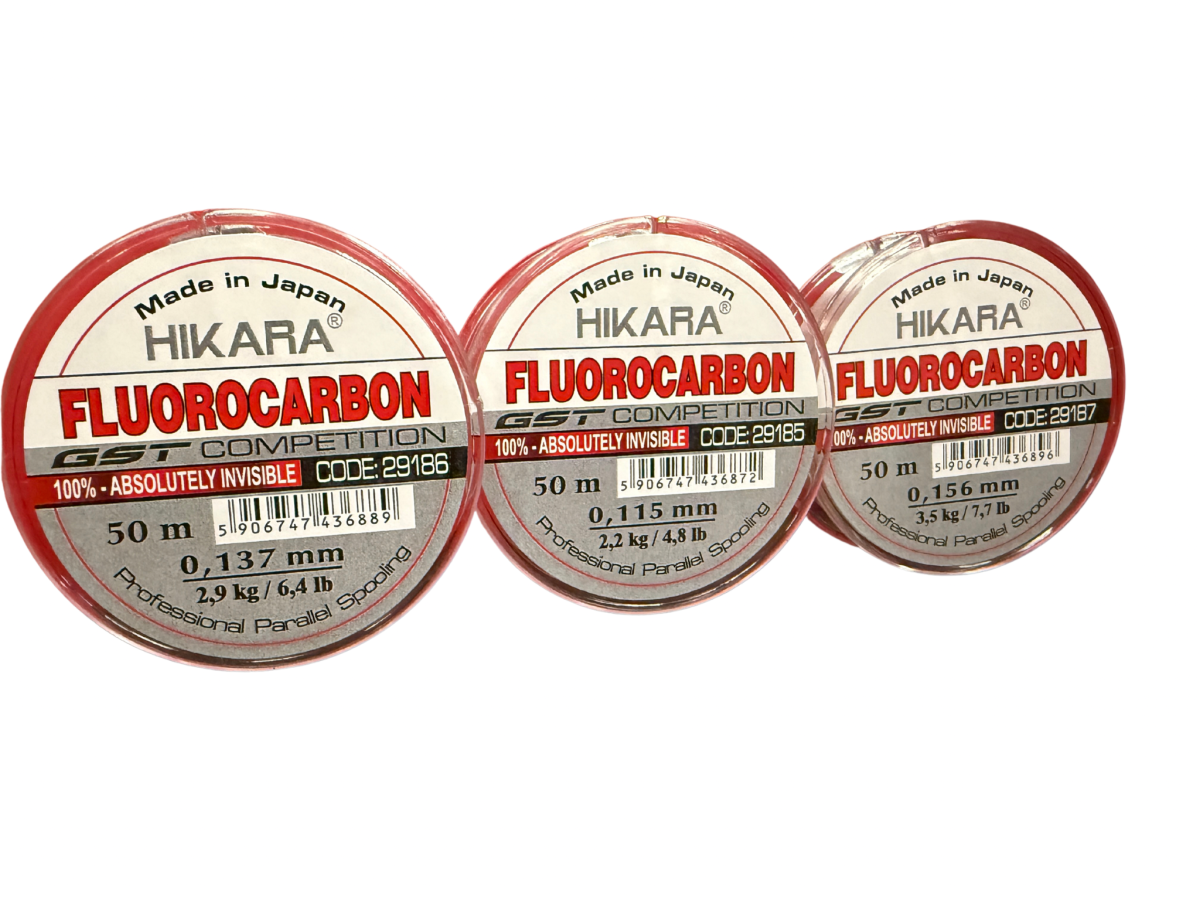 Made in Japan
HIKARA®
FLUOROCARBON
GST COMPETITION
100% - ABSOLUTELY INVISIBLE CODE: 29186
50 m
5 906747 436889
0,137 mm
2,9 kg / 6,4 lb
Professional Parallel Spooling
Made in Japan
HIKARA®
FLUOROCARBON
GST COMPETITION
100% - ABSOLUTELY INVISIBLE CODE: 29185
50 m
5 906747 436872
0,115 mm
2,2 kg / 4,8 lb
Professional Parallel Spooling
Made in Japan
HIKARA®
FLUOROCARBON
GST COMPETITION
00% - ABSOLUTELY INVISIBLE CODE: 29187
50 m
5 906747 436896
0,156 mm
3,5 kg / 7,7 lb
Professional Parallel Spooling